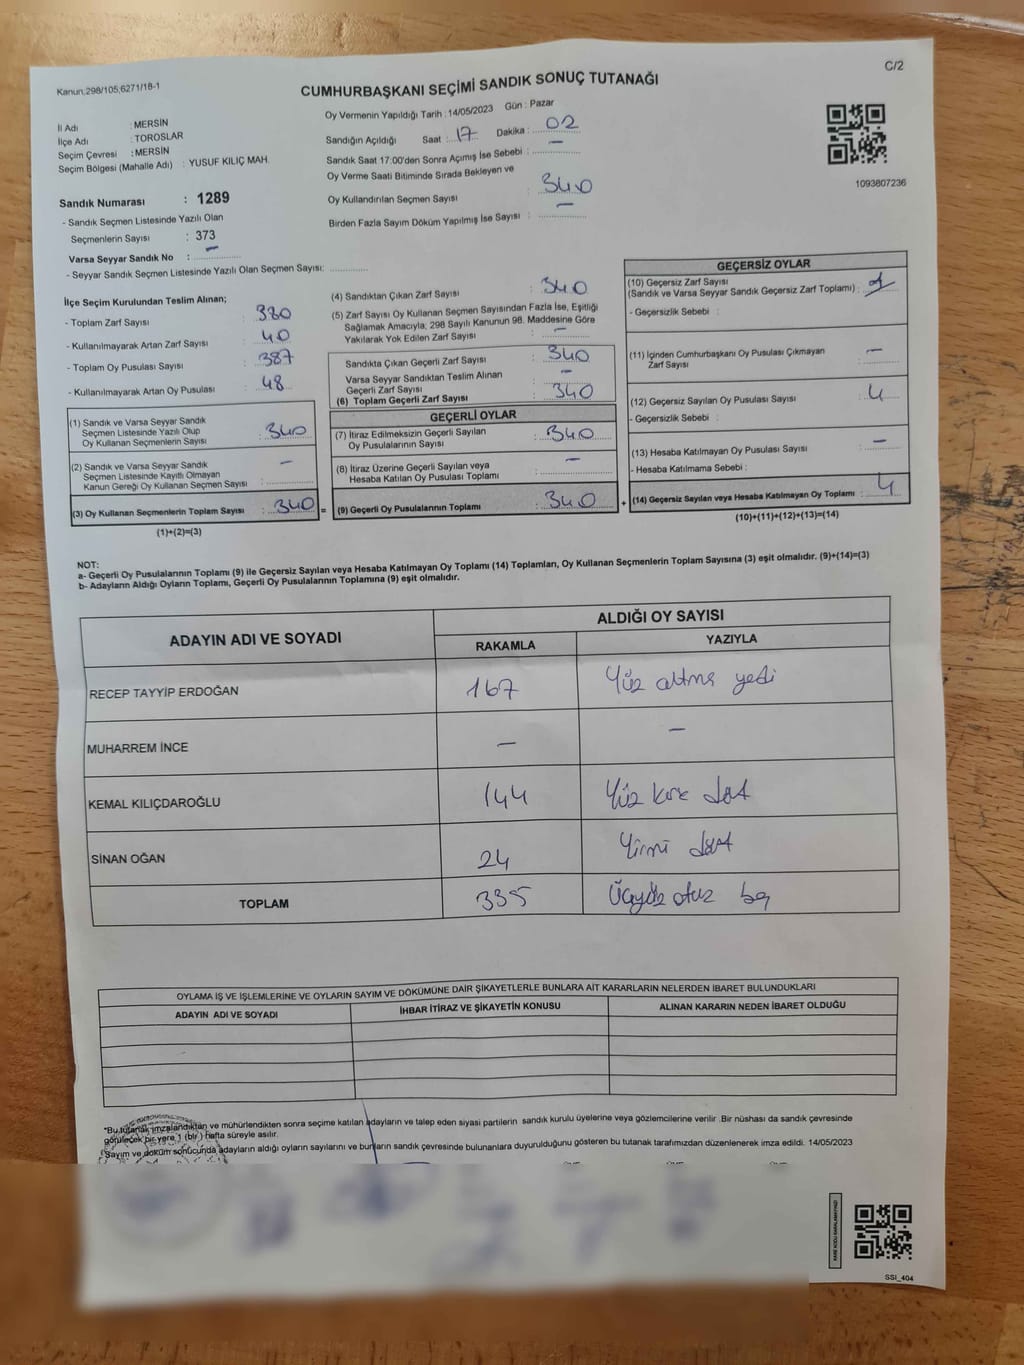 C/2
Kanun;298/105;6271/18-1
CUMHURBAŞKANI SEÇİMİ SANDIK SONUÇ TUTANAĞI
Oy Vermenin Yapıldığı Tarih : 14/05/2023 Gün : Pazar
İl Adı : MERSİN
İlçe Adı : TOROSLAR
Seçim Çevresi : MERSİN
Seçim Bölgesi (Mahalle Adı) : YUSUF KILIÇ MAH.
Sandığın Açıldığı Saat : 17 Dakika : 02
Sandık Saat 17:00'den Sonra Açımış İse Sebebi : –
Oy Verme Saati Bitiminde Sırada Bekleyen ve
Oy Kullandırılan Seçmen Sayısı : 340
Birden Fazla Sayım Döküm Yapılmış İse Sayısı : –
1093807236
Sandık Numarası : 1289
- Sandık Seçmen Listesinde Yazılı Olan
Seçmenlerin Sayısı : 373
Varsa Seyyar Sandık No : –
- Seyyar Sandık Seçmen Listesinde Yazılı Olan Seçmen Sayısı:
İlçe Seçim Kurulundan Teslim Alınan;
- Toplam Zarf Sayısı : 380
- Kullanılmayarak Artan Zarf Sayısı : 40
- Toplam Oy Pusulası Sayısı : 387
- Kullanılmayarak Artan Oy Pusulası : 48
(1) Sandık ve Varsa Seyyar Sandık
Seçmen Listesinde Yazılı Olup
Oy Kullanan Seçmenlerin Sayısı : 340
(2) Sandık ve Varsa Seyyar Sandık
Seçmen Listesinde Kayıtlı Olmayan
Kanun Gereği Oy Kullanan Seçmen Sayısı : –
(3) Oy Kullanan Seçmenlerin Toplam Sayısı : 340 =
(1)+(2)=(3)
(4) Sandıktan Çıkan Zarf Sayısı : 340
(5) Zarf Sayısı Oy Kullanan Seçmen Sayısından Fazla İse, Eşitliği
Sağlamak Amacıyla; 298 Sayılı Kanunun 98. Maddesine Göre
Yakılarak Yok Edilen Zarf Sayısı : –
Sandıkta Çıkan Geçerli Zarf Sayısı : 340
Varsa Seyyar Sandıktan Teslim Alınan
Geçerli Zarf Sayısı : –
(6) Toplam Geçerli Zarf Sayısı : 340
GEÇERLİ OYLAR
(7) İtiraz Edilmeksizin Geçerli Sayılan
Oy Pusulalarının Sayısı : 340
(8) İtiraz Üzerine Geçerli Sayılan veya
Hesaba Katılan Oy Pusulası Toplamı : –
(9) Geçerli Oy Pusulalarının Toplamı : 340 +
GEÇERSİZ OYLAR
(10) Geçersiz Zarf Sayısı
(Sandık ve Varsa Seyyar Sandık Geçersiz Zarf Toplamı) :
- Geçersizlik Sebebi :
(11) İçinden Cumhurbaşkanı Oy Pusulası Çıkmayan
Zarf Sayısı : –
(12) Geçersiz Sayılan Oy Pusulası Sayısı : 4
- Geçersizlik Sebebi :
(13) Hesaba Katılmayan Oy Pusulası Sayısı : –
- Hesaba Katılmama Sebebi :
(14) Geçersiz Sayılan veya Hesaba Katılmayan Oy Toplamı : 4
(10)+(11)+(12)+(13)=(14)
NOT:
a- Geçerli Oy Pusulalarının Toplamı (9) ile Geçersiz Sayılan veya Hesaba Katılmayan Oy Toplamı (14) Toplamları, Oy Kullanan Seçmenlerin Toplam Sayısına (3) eşit olmalıdır. (9)+(14)=(3)
b- Adayların Aldığı Oyların Toplamı, Geçerli Oy Pusulalarının Toplamına (9) eşit olmalıdır.
ADAYIN ADI VE SOYADI ALDIĞI OY SAYISI
RAKAMLA YAZIYLA
RECEP TAYYİP ERDOĞAN 167 Yüz altmış yedi
MUHARREM İNCE – –
KEMAL KILIÇDAROĞLU 144 Yüz kırk dört
SİNAN OĞAN 24 Yirmi dört
TOPLAM 335 Üçyüz otuz beş
OYLAMA İŞ VE İŞLEMLERİNE VE OYLARIN SAYIM VE DÖKÜMÜNE DAİR ŞİKAYETLERLE BUNLARA AİT KARARLARIN NELERDEN İBARET BULUNDUKLARI
ADAYIN ADI VE SOYADI İHBAR İTİRAZ VE ŞİKAYETİN KONUSU ALINAN KARARIN NEDEN İBARET OLDUĞU
*Bu tutanak imzalandıktan ve mühürlendikten sonra seçime katılan adayların ve talep eden siyasi partilerin sandık kurulu üyelerine veya gözlemcilerine verilir. Bir nüshası da sandık çevresinde
görülecek bir yere 1 (bir) hafta süreyle asılır.
Sayım ve döküm sonucunda adayların aldığı oyların sayılarını ve bunların sandık çevresinde bulunanlara duyurulduğunu gösteren bu tutanak tarafımızdan düzenlenerek imza edildi. 14/05/2023
SSI_404